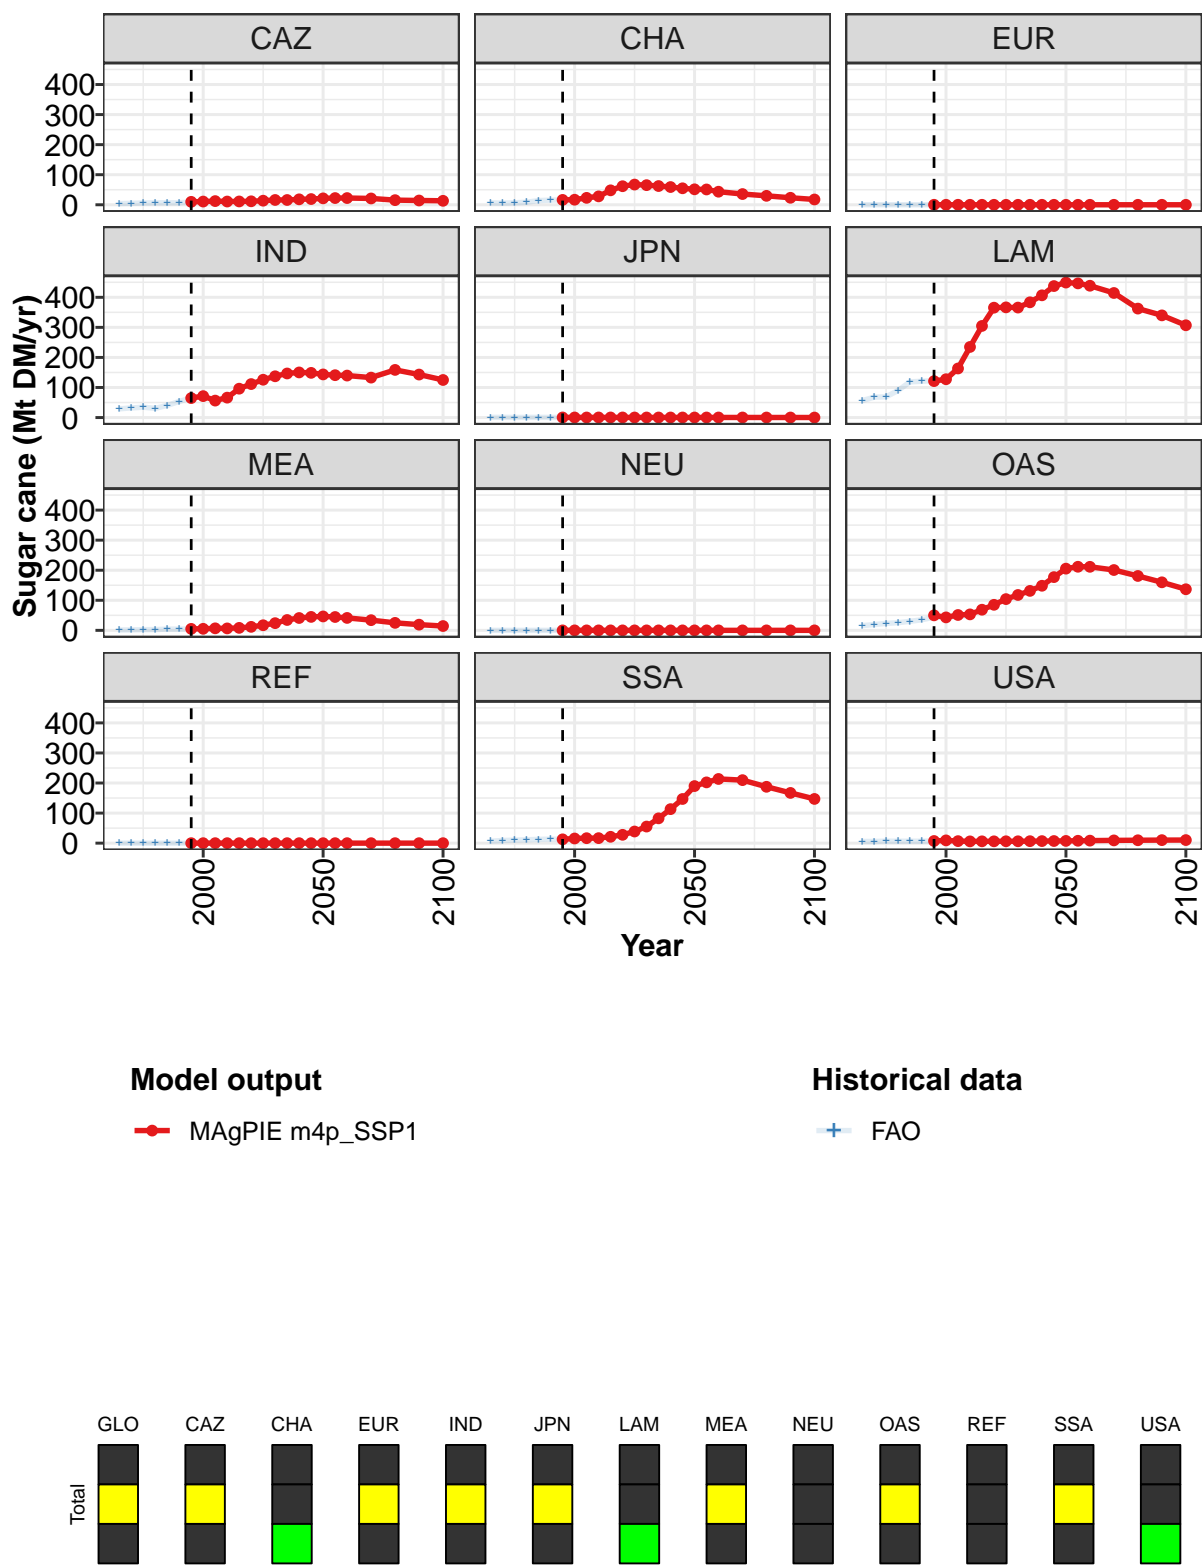 CAZ CHA EUR
400
300
200
100
0
IND JPN LAM
400
300
200
100
0
MEA NEU OAS
400
300
200
100
0
REF SSA USA
400
300
200
100
0
Sugar cane (Mt DM/yr)
2000 2050 2100 2000 2050 2100 2000 2050 2100
Year
Model output Historical data
MAgPIE m4p_SSP1 FAO
GLO CAZ CHA EUR IND JPN LAM MEA NEU OAS REF SSA USA
Total